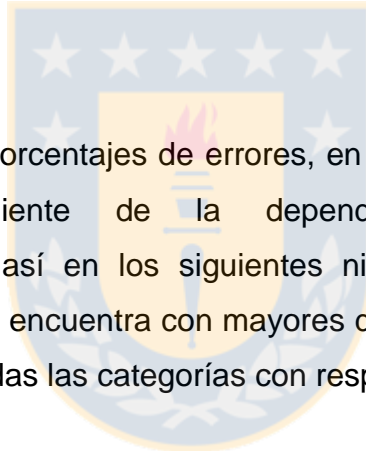 orcentajes de errores, en
iente de la depend
así en los siguientes ni
encuentra con mayores
das las categorías con resp